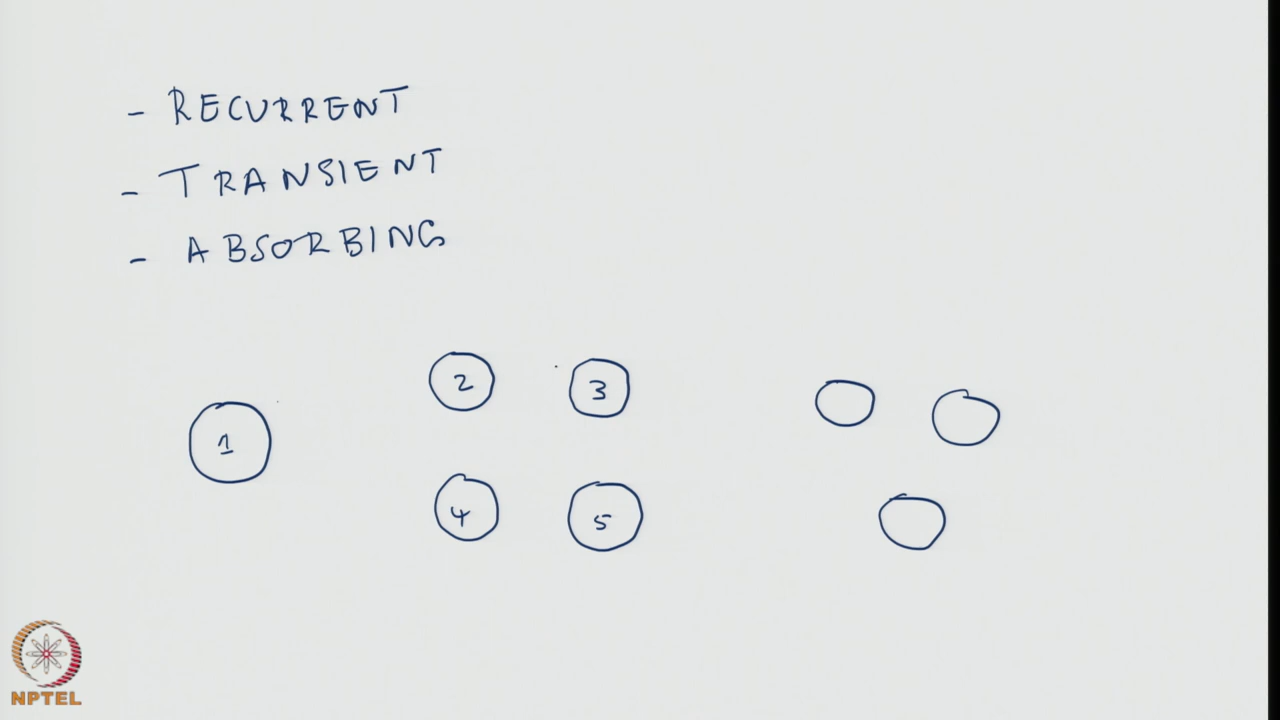 - RECURRENT
- TRANSIENT
- ABSORBING
2 3
1
4 5
NPTEL